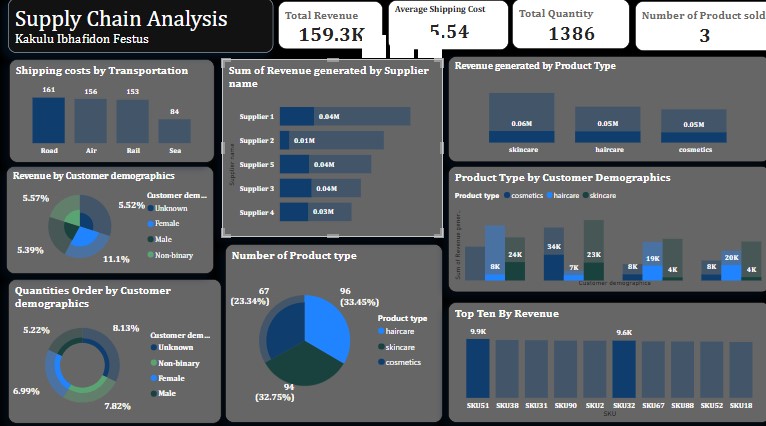 Supply Chain Analysis
Kakulu Ibhafidon Festus
Total Revenue
159.3K
Average Shipping Cost
5.54
Total Quantity
1386
Number of Product sold
3
Shipping costs by Transportation
161
156
153
84
Road
Air
Rail
Sea
Sum of Revenue generated by Supplier
name
Supplier name
Supplier 1
0.04M
Supplier 2
0.01M
Supplier 5
0.04M
Supplier 3
0.04M
Supplier 4
0.03M
Revenue generated by Product Type
0.06M
0.05M
0.05M
skincare
haircare
cosmetics
Revenue by Customer demographics
5.57%
5.52%
5.39%
11.1%
Customer dem...
Unknown
Female
Male
Non-binary
Product Type by Customer Demographics
Product type
cosmetics
haircare
skincare
Sum of Revenue gener...
8K
24K
34K
7K
23K
8K
19K
4K
8K
20K
4K
Customer demographics
Number of Product type
67
(23.34%)
96
(33.45%)
94
(32.75%)
Product type
haircare
skincare
cosmetics
Quantities Order by Customer
demographics
5.22%
8.13%
6.99%
7.82%
Customer dem...
Unknown
Non-binary
Female
Male
Top Ten By Revenue
9.9K
9.6K
SKU51
SKU38
SKU31
SKU90
SKU2
SKU32
SKU67
SKU88
SKU52
SKU18
SKU